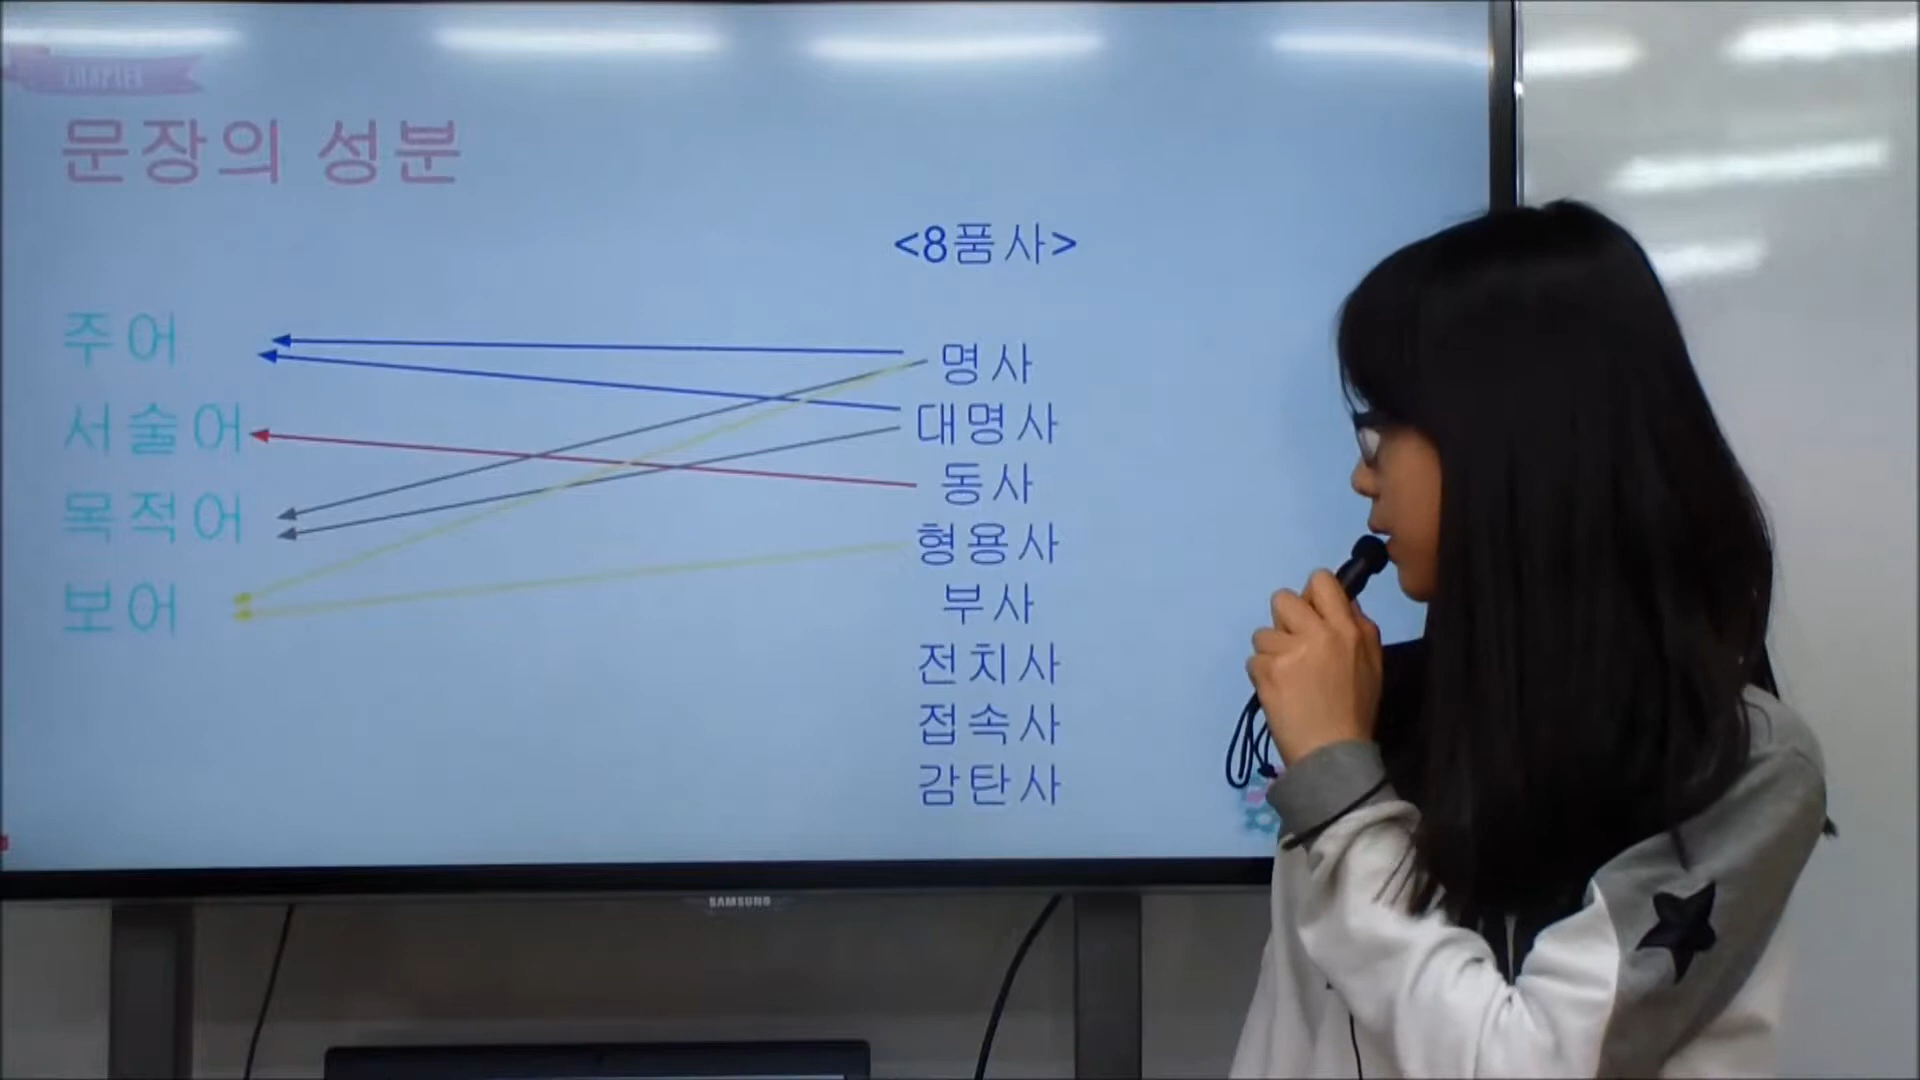 CHAPTER
문장의 성분
<8품사>
주어
서술어
목적어
보어
명사
대명사
동사
형용사
부사
전치사
접속사
감탄사
SAMSUNG